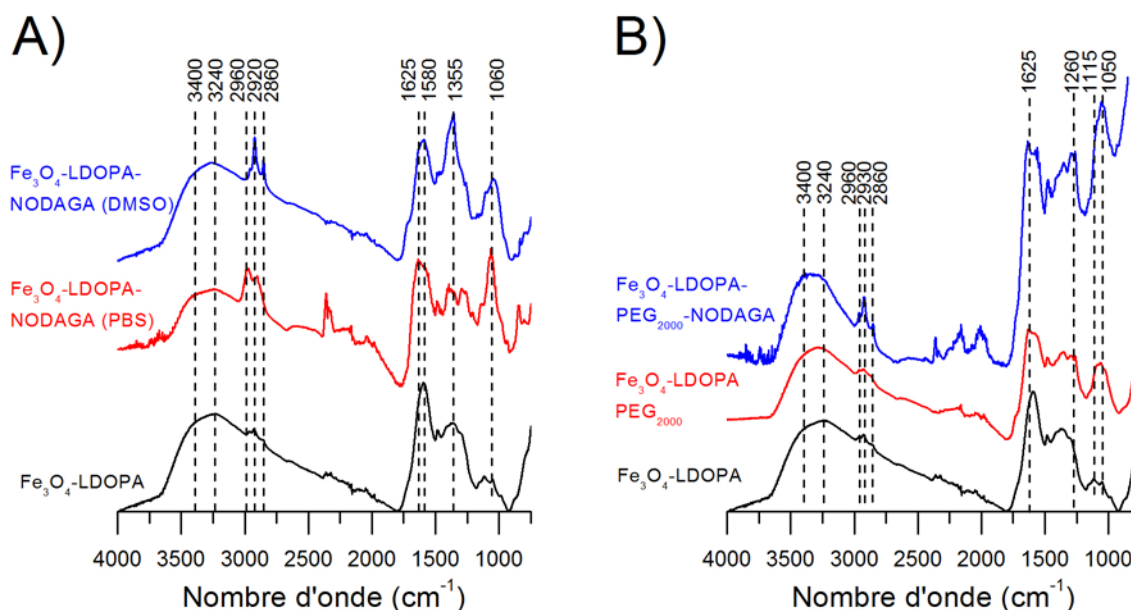 A)
3400 3240 2960 2920 2860 1625 1580 1355 1060
Fe₃O₄-LDOPA-
NODAGA (DMSO)
Fe₃O₄-LDOPA-
NODAGA (PBS)
Fe₃O₄-LDOPA
4000 3500 3000 2500 2000 1500 1000
Nombre d'onde (cm⁻¹)
B)
3400 3240 2960 2930 2860 1625 1260 1115 1050
Fe₃O₄-LDOPA-
PEG₂₀₀₀-NODAGA
Fe₃O₄-LDOPA
PEG₂₀₀₀
Fe₃O₄-LDOPA
4000 3500 3000 2500 2000 1500 1000
Nombre d'onde (cm⁻¹)